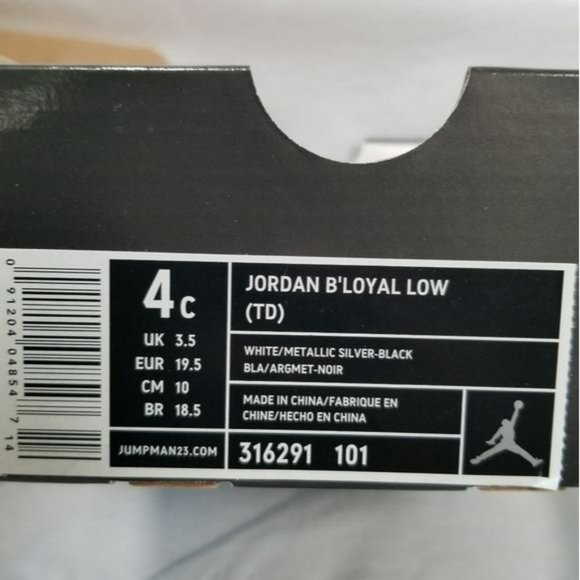 0 91204 04854 7 14
4C
UK 3.5
EUR 19.5
CM 10
BR 18.5
JUMPMAN23.COM
JORDAN B'LOYAL LOW
(TD)
WHITE/METALLIC SILVER-BLACK
BLA/ARGMET-NOIR
MADE IN CHINA/FABRIQUE EN
CHINE/HECHO EN CHINA
316291 101